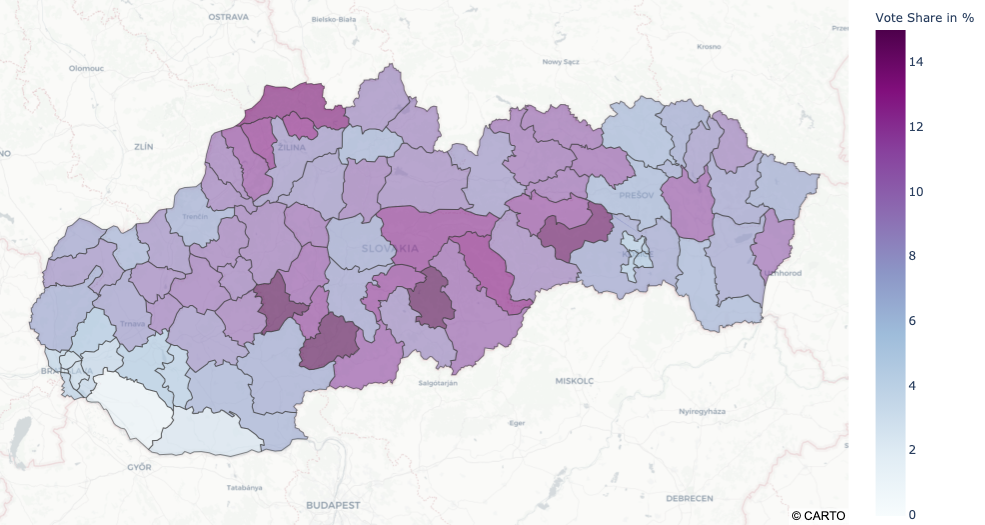 OSTRAVA
Bielsko-Biała
Vote Share in %
Krosno
Olomouc
Nowy Sącz
14
12
ZLÍN
ŽILINA
10
PREŠOV
Trenčín
SLOVAKIA
8
Uzhhorod
Trnava
6
Salgótarján
MISKOLC
4
Nyíregyháza
Eger
2
GYŐR
Tatabánya
BUDAPEST
DEBRECEN
© CARTO
0